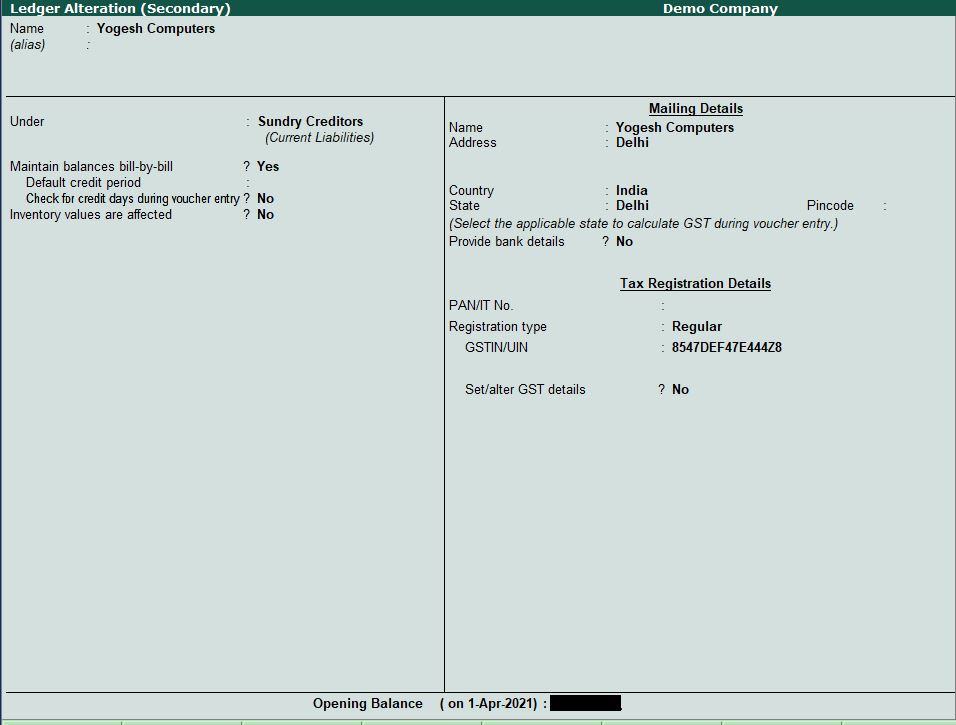 Ledger Alteration (Secondary) Demo Company
Name : Yogesh Computers
(alias) :
Under : Sundry Creditors
(Current Liabilities)
Maintain balances bill-by-bill ? Yes
Default credit period :
Check for credit days during voucher entry ? No
Inventory values are affected ? No
Mailing Details
Name : Yogesh Computers
Address : Delhi
Country : India
State : Delhi Pincode :
(Select the applicable state to calculate GST during voucher entry.)
Provide bank details ? No
Tax Registration Details
PAN/IT No. :
Registration type : Regular
GSTIN/UIN : 8547DEF47E444Z8
Set/alter GST details ? No
Opening Balance ( on 1-Apr-2021) :